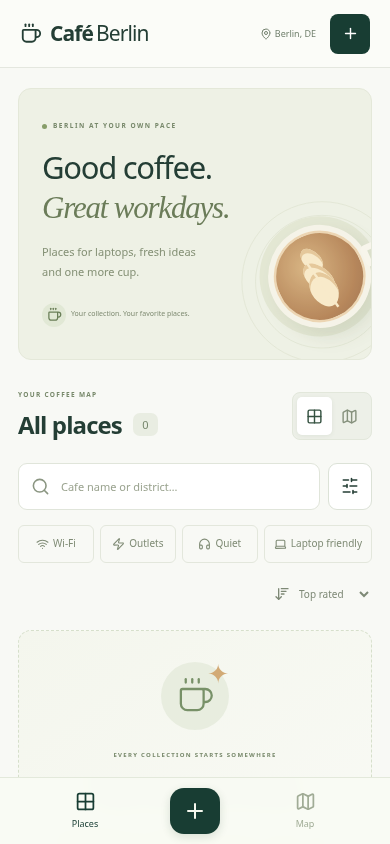 Café Berlin
Berlin, DE
BERLIN AT YOUR OWN PACE
Good coffee.
Great workdays.
Places for laptops, fresh ideas
and one more cup.
Your collection. Your favorite places.
YOUR COFFEE MAP
All places 0
Cafe name or district...
Wi-Fi
Outlets
Quiet
Laptop friendly
Top rated
EVERY COLLECTION STARTS SOMEWHERE
Places
Map